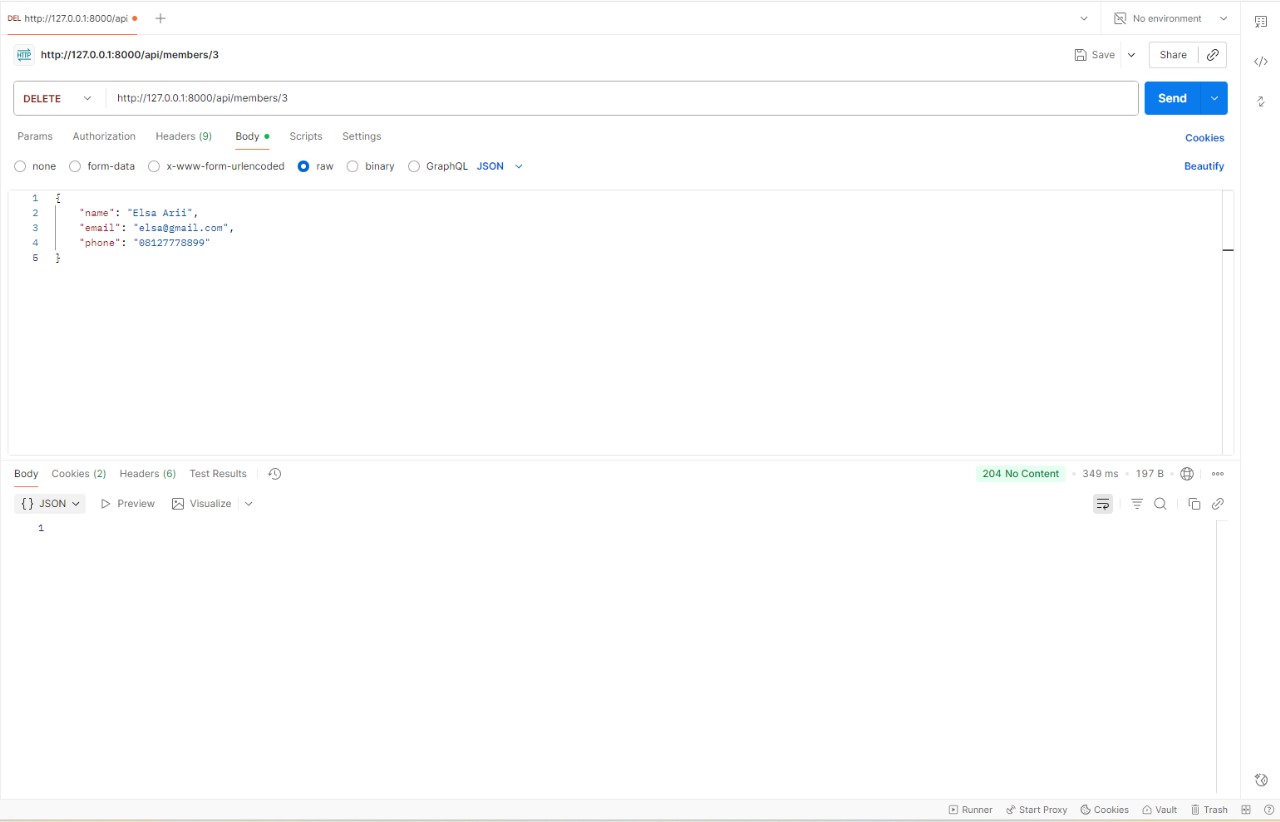 DEL http://127.0.0.1:8000/api
No environment
HTTP http://127.0.0.1:8000/api/members/3
Save Share
DELETE http://127.0.0.1:8000/api/members/3 Send
Params Authorization Headers (9) Body Scripts Settings Cookies
none form-data x-www-form-urlencoded raw binary GraphQL JSON Beautify
1 {
2 "name": "Elsa Arii",
3 "email": "elsa@gmail.com",
4 "phone": "08127778899"
5 }
Body Cookies (2) Headers (6) Test Results 204 No Content • 349 ms • 197 B •
{} JSON Preview Visualize
1
Runner Start Proxy Cookies Vault Trash